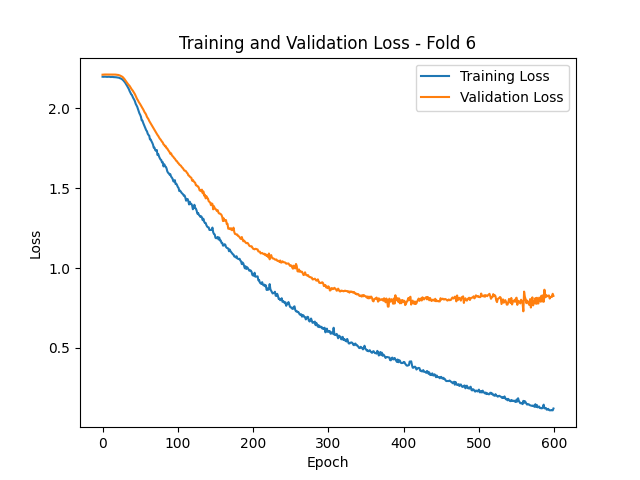 Training and Validation Loss - Fold 6
Training Loss
Validation Loss
2.0
1.5
1.0
0.5
Loss
0 100 200 300 400 500 600
Epoch